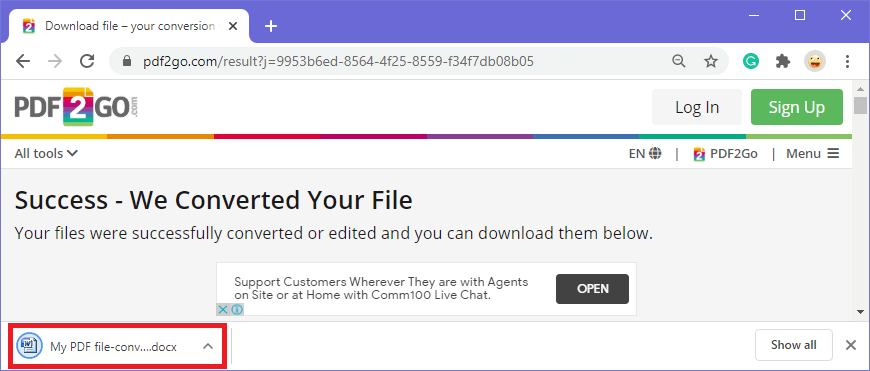 Download file – your conversion
pdf2go.com/result?j=9953b6ed-8564-4f25-8559-f34f7db08b05
PDF2GO.com
Log In
Sign Up
All tools
EN | 2 PDF2Go | Menu
Success - We Converted Your File
Your files were successfully converted or edited and you can download them below.
Support Customers Wherever They are with Agents
on Site or at Home with Comm100 Live Chat.
OPEN
My PDF file-conv....docx
Show all